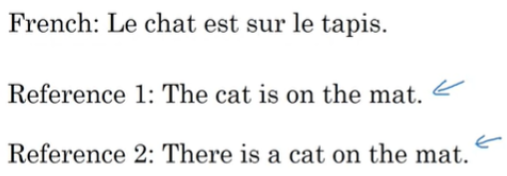 French: Le chat est sur le tapis.
Reference 1: The cat is on the mat.
Reference 2: There is a cat on the mat.